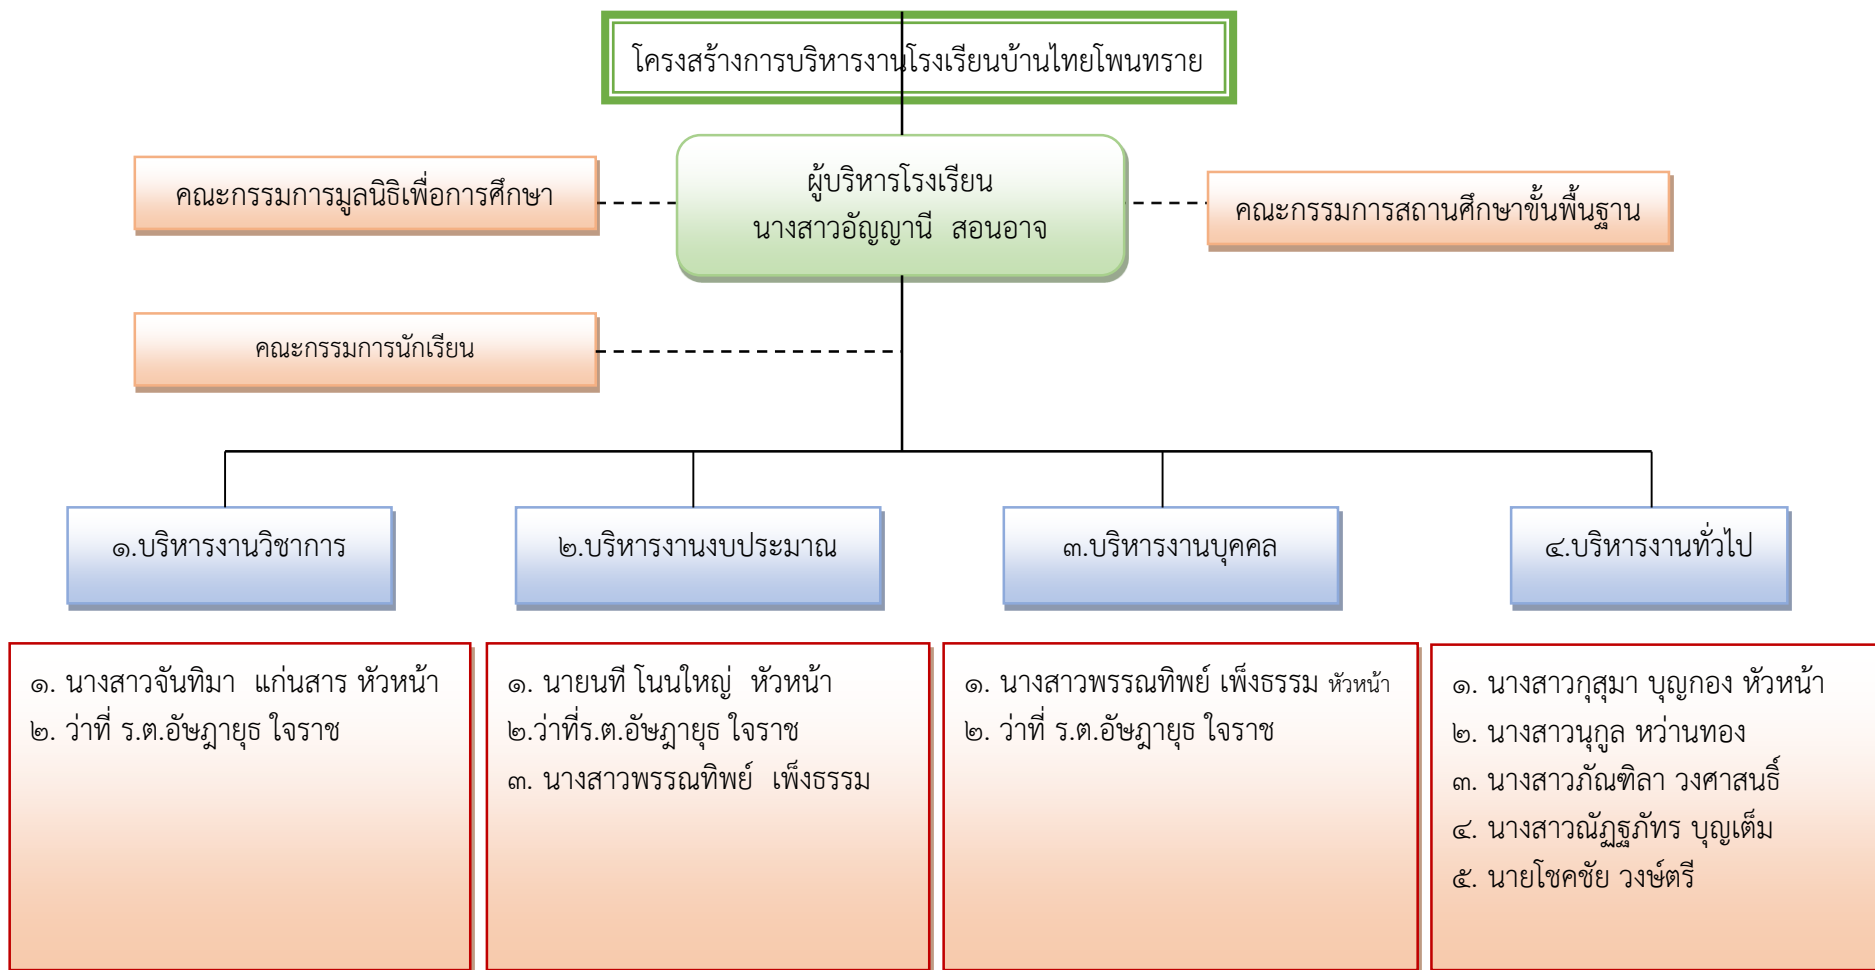 โครงสร้างการบริหารงานโรงเรียนบ้านไทยโพนทราย
ผู้บริหารโรงเรียน
นางสาวอัญญานี  สอนอาจ
คณะกรรมการมูลนิธิเพื่อการศึกษา
คณะกรรมการสถานศึกษาขั้นพื้นฐาน
คณะกรรมการนักเรียน
๑.บริหารงานวิชาการ
๒.บริหารงานงบประมาณ
๓.บริหารงานบุคคล
๔.บริหารงานทั่วไป
๑. นางสาวจันทิมา  แก่นสาร หัวหน้า
๒. ว่าที่ ร.ต.อัษฎายุธ ใจราช
๑. นายนที โนนใหญ่  หัวหน้า
๒.ว่าที่ร.ต.อัษฎายุธ ใจราช
๓. นางสาวพรรณทิพย์  เพ็งธรรม
๑. นางสาวพรรณทิพย์ เพ็งธรรม หัวหน้า
๒. ว่าที่ ร.ต.อัษฎายุธ ใจราช
๑. นางสาวกุสุมา บุญกอง หัวหน้า
๒. นางสาวนุกูล หว่านทอง
๓. นางสาวภัณฑิลา วงศาสนธิ์
๔. นางสาวณัฏฐภัทร บุญเต็ม
๕. นายโชคชัย วงษ์ตรี